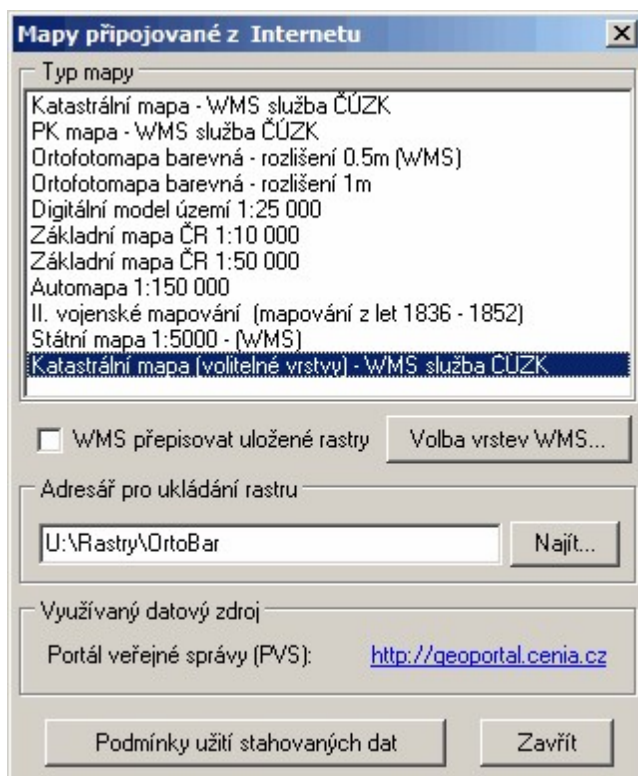 Mapy připojované z Internetu
Typ mapy
Katastrální mapa - WMS služba ČÚZK
PK mapa - WMS služba ČÚZK
Ortofotomapa barevná - rozlišení 0.5m (WMS)
Ortofotomapa barevná - rozlišení 1m
Digitální model území 1:25 000
Základní mapa ČR 1:10 000
Základní mapa ČR 1:50 000
Automapa 1:150 000
II. vojenské mapování (mapování z let 1836 - 1852)
Státní mapa 1:5000 - (WMS)
Katastrální mapa (volitelné vrstvy) - WMS služba ČÚZK
WMS přepisovat uložené rastry
Volba vrstev WMS...
Adresář pro ukládání rastru
U:\Rastry\OrtoBar
Najít...
Využívaný datový zdroj
Portál veřejné správy (PVS): http://geoportal.cenia.cz
Podmínky užití stahovaných dat
Zavřít